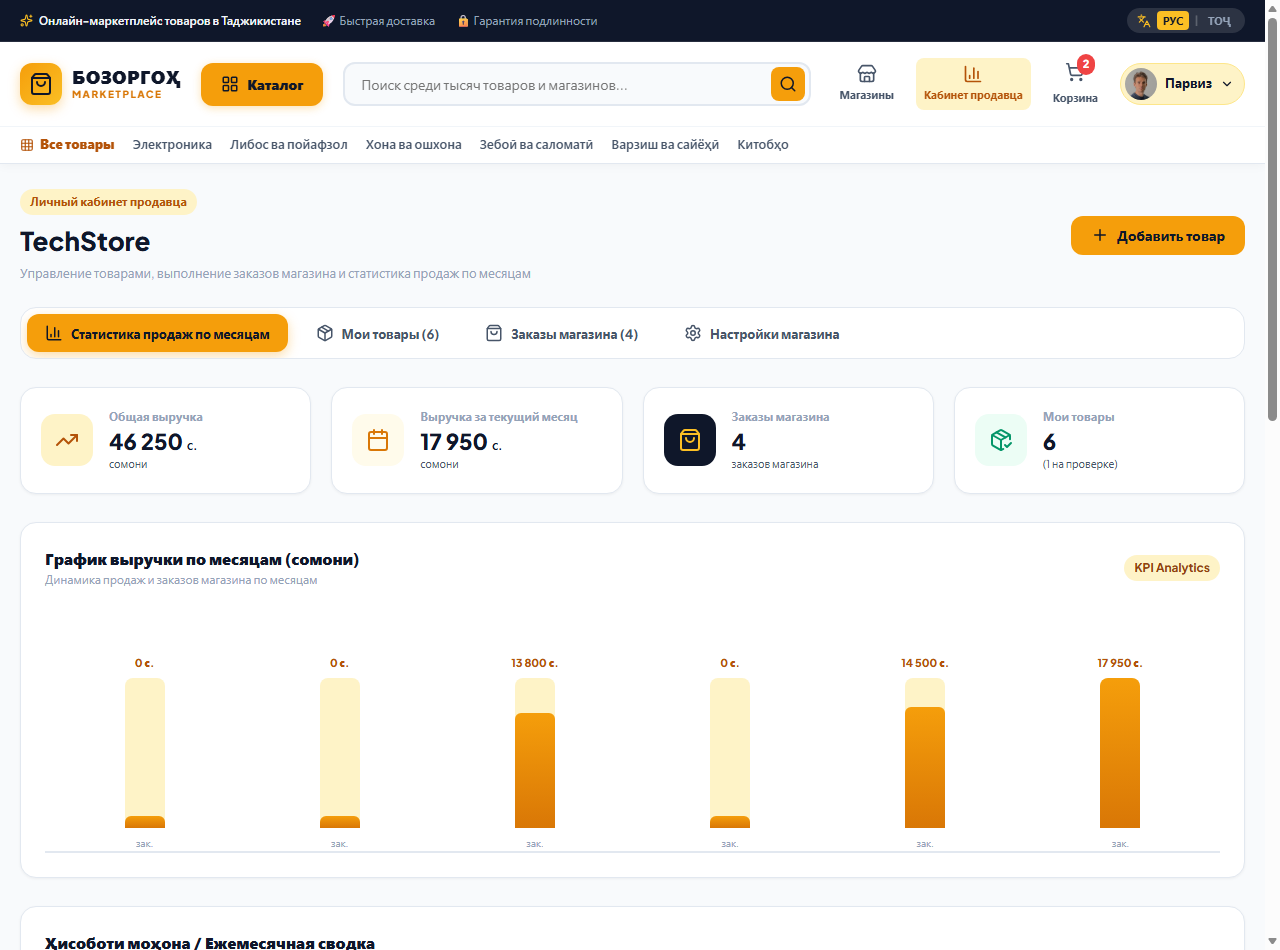 Онлайн-маркетплейс товаров в Таджикистане
🚀 Быстрая доставка
🔒 Гарантия подлинности
РУС | ТОҶ
БОЗОРГОҲ
MARKETPLACE
Каталог
Поиск среди тысяч товаров и магазинов...
Магазины
Кабинет продавца
2
Корзина
Парвиз
Все товары
Электроника
Либос ва пойафзол
Хона ва ошхона
Зебоӣ ва саломатӣ
Варзиш ва сайёҳӣ
Китобҳо
Личный кабинет продавца
TechStore
Управление товарами, выполнение заказов магазина и статистика продаж по месяцам
Добавить товар
Статистика продаж по месяцам
Мои товары (6)
Заказы магазина (4)
Настройки магазина
Общая выручка
46 250 с.
сомони
Выручка за текущий месяц
17 950 с.
сомони
Заказы магазина
4
заказов магазина
Мои товары
6
(1 на проверке)
График выручки по месяцам (сомони)
Динамика продаж и заказов магазина по месяцам
KPI Analytics
0 с.
0 с.
13 800 с.
0 с.
14 500 с.
17 950 с.
зак.
зак.
зак.
зак.
зак.
зак.
Ҳисоботи моҳона / Ежемесячная сводка